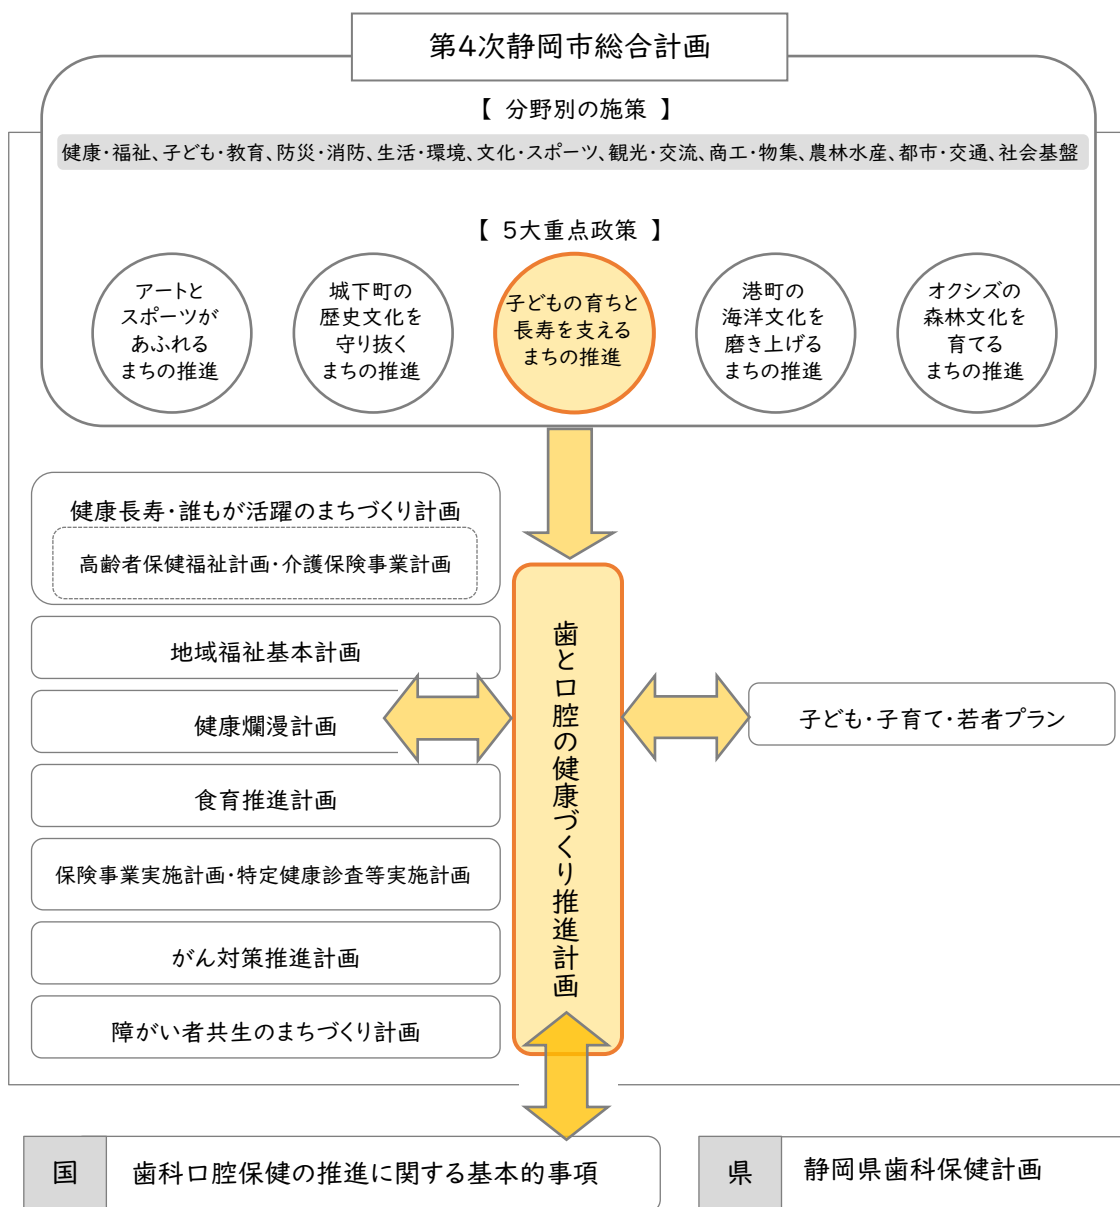 第4次静岡市総合計画
【 分野別の施策 】
健康・福祉、子ども・教育、防災・消防、生活・環境、文化・スポーツ、観光・交流、商工・物集、農林水産、都市・交通、社会基盤
【 5大重点政策 】
アートと
スポーツが
あふれる
まちの推進
城下町の
歴史文化を
守り抜く
まちの推進
子どもの育ちと
長寿を支える
まちの推進
港町の
海洋文化を
磨き上げる
まちの推進
オクシズの
森林文化を
育てる
まちの推進
健康長寿・誰もが活躍のまちづくり計画
高齢者保健福祉計画・介護保険事業計画
地域福祉基本計画
健康爛漫計画
食育推進計画
保険事業実施計画・特定健康診査等実施計画
がん対策推進計画
障がい者共生のまちづくり計画
歯と口腔の健康づくり推進計画
子ども・子育て・若者プラン
国
歯科口腔保健の推進に関する基本的事項
県
静岡県歯科保健計画